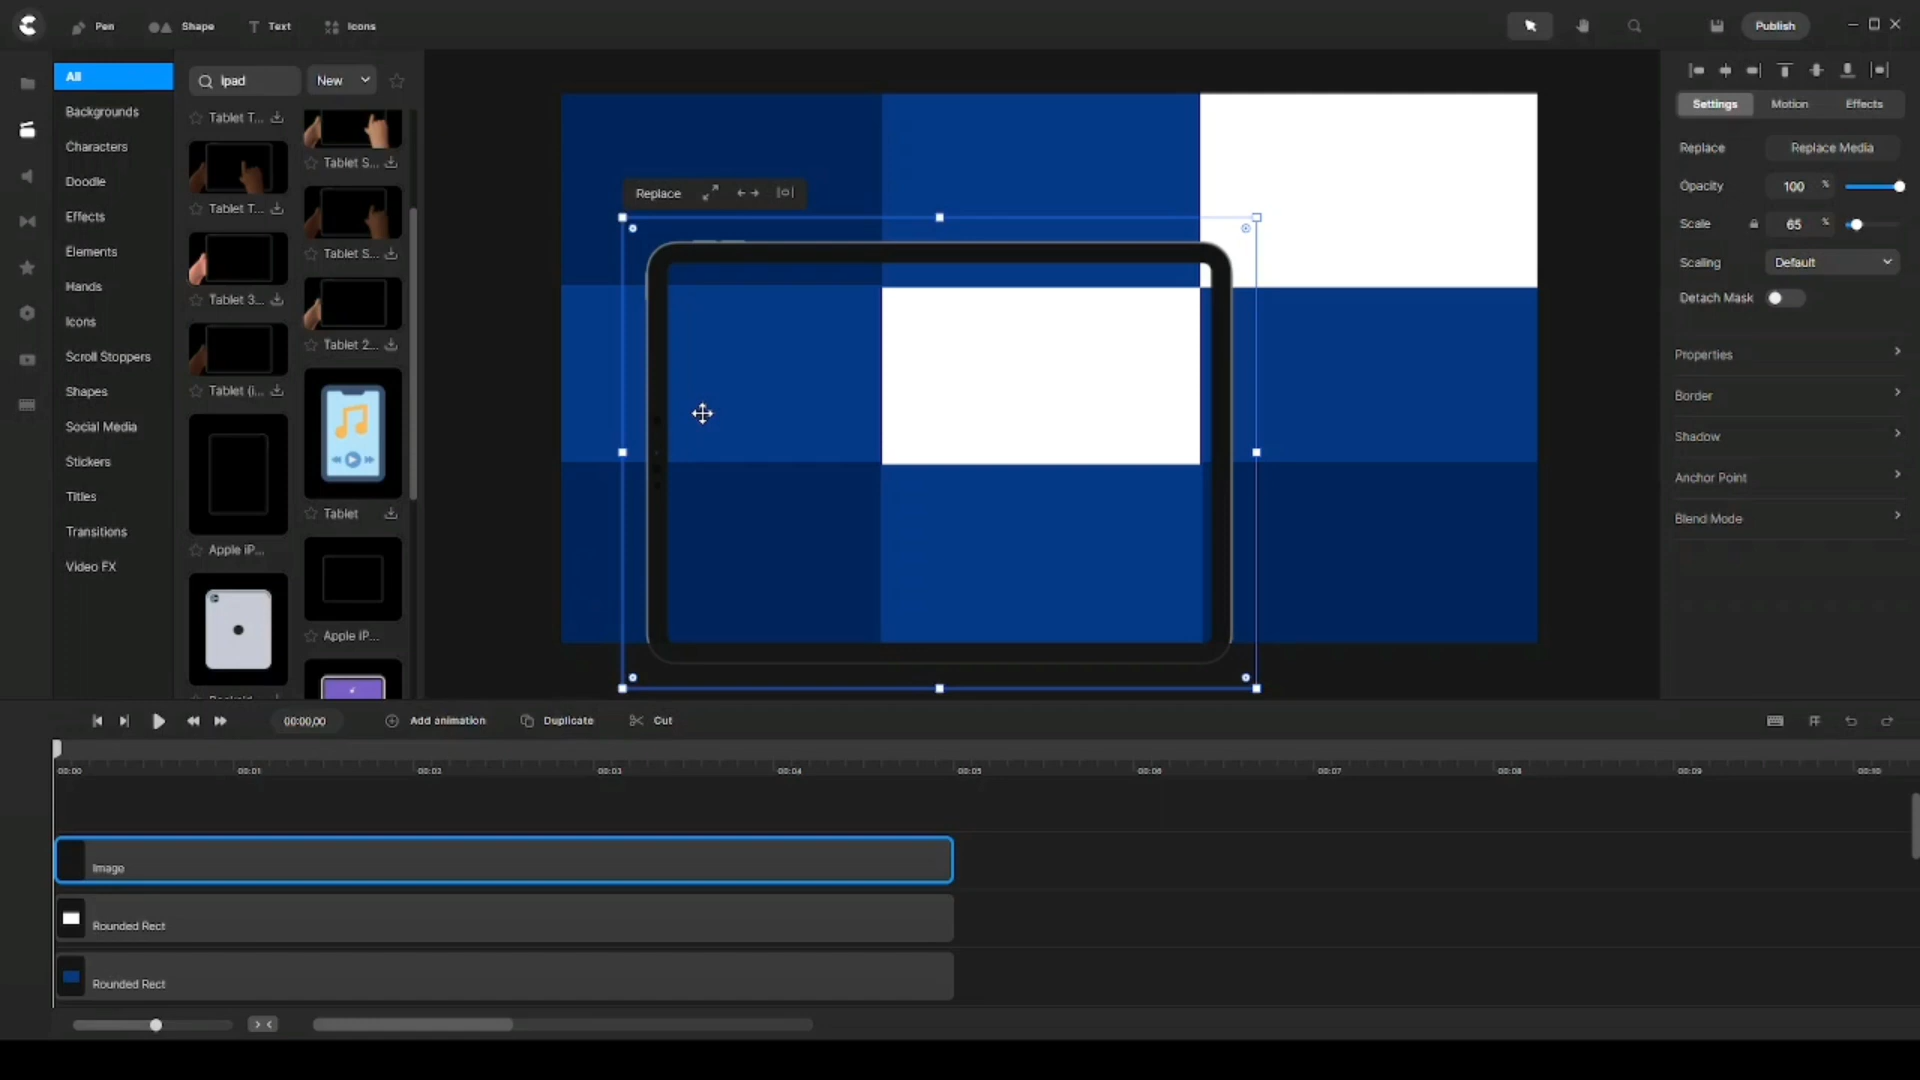 Pen
Shape
Text
Icons
Publish
All
Backgrounds
Characters
Doodle
Effects
Elements
Hands
Icons
Scroll Stoppers
Shapes
Social Media
Stickers
Titles
Transitions
Video FX
ipad
New
Tablet T...
Tablet S...
Tablet T...
Tablet S...
Tablet 3...
Tablet 2...
Tablet (i...
Tablet
Apple iP...
Apple iP...
Replace
Settings
Motion
Effects
Replace
Replace Media
Opacity
100
%
Scale
65
%
Scaling
Default
Detach Mask
Properties
Border
Shadow
Anchor Point
Blend Mode
00:00,00
Add animation
Duplicate
Cut
00:00
00:01
00:02
00:03
00:04
00:05
00:06
00:07
00:08
00:09
00:10
Image
Rounded Rect
Rounded Rect